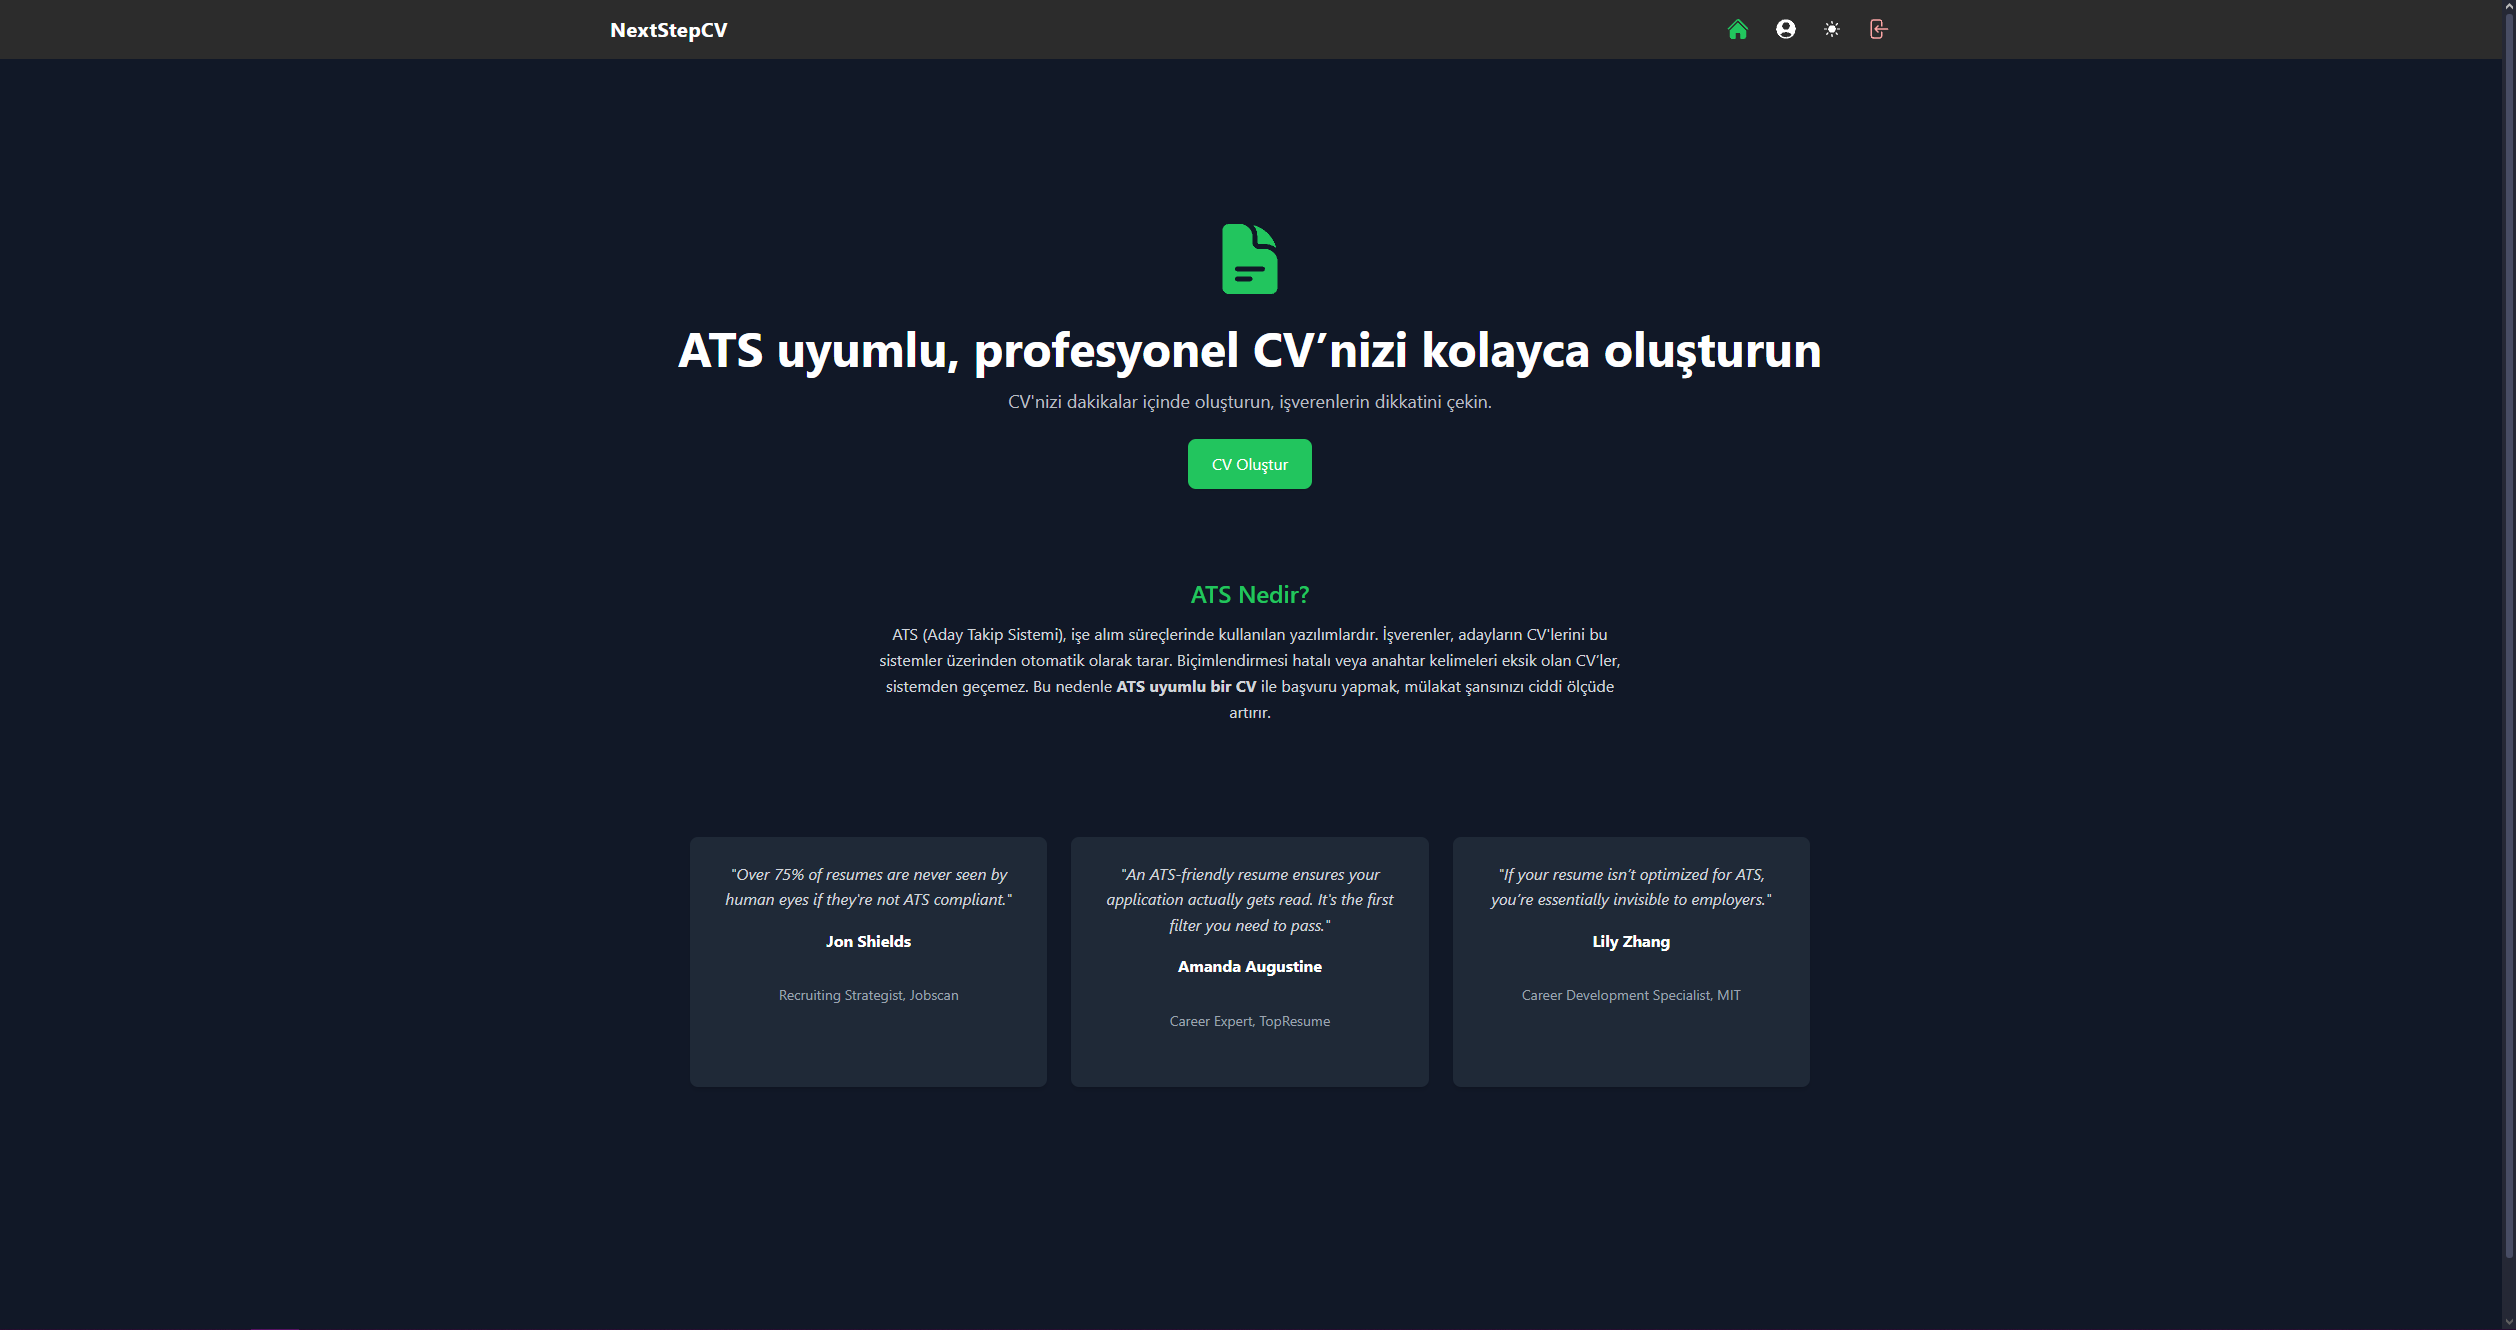 NextStepCV
ATS uyumlu, profesyonel CV’nizi kolayca oluşturun
CV'nizi dakikalar içinde oluşturun, işverenlerin dikkatini çekin.
CV Oluştur
ATS Nedir?
ATS (Aday Takip Sistemi), işe alım süreçlerinde kullanılan yazılımlardır. İşverenler, adayların CV'lerini bu
sistemler üzerinden otomatik olarak tarar. Biçimlendirmesi hatalı veya anahtar kelimeleri eksik olan CV’ler,
sistemden geçemez. Bu nedenle ATS uyumlu bir CV ile başvuru yapmak, mülakat şansınızı ciddi ölçüde
artırır.
"Over 75% of resumes are never seen by
human eyes if they're not ATS compliant."
Jon Shields
Recruiting Strategist, Jobscan
"An ATS-friendly resume ensures your
application actually gets read. It's the first
filter you need to pass."
Amanda Augustine
Career Expert, TopResume
"If your resume isn’t optimized for ATS,
you’re essentially invisible to employers."
Lily Zhang
Career Development Specialist, MIT